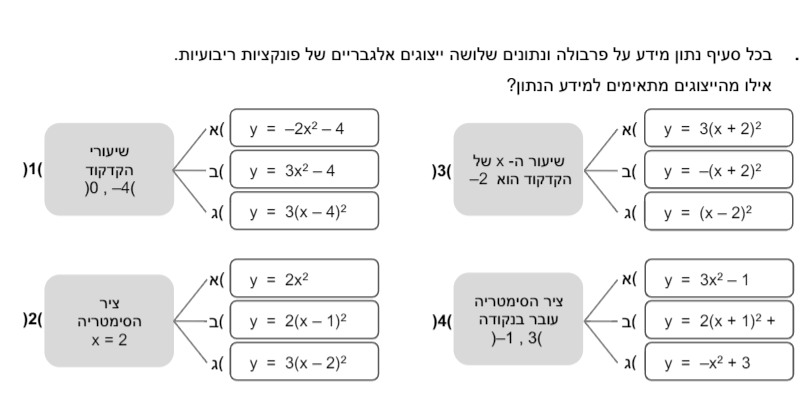 . בכל סעיף נתון מידע על פרבולה ונתונים שלושה ייצוגים אלגבריים של פונקציות ריבועיות.
אילו מהייצוגים מתאימים למידע הנתון?
)3(
שיעור ה- x של
הקדקוד הוא 2–
א( y = 3(x + 2)²
ב( y = –(x + 2)²
ג( y = (x – 2)²
)1(
שיעורי
הקדקוד
)0 , –4(
א( y = –2x² – 4
ב( y = 3x² – 4
ג( y = 3(x – 4)²
)4(
ציר הסימטריה
עובר בנקודה
)–1 , 3(
א( y = 3x² – 1
ב( y = 2(x + 1)² +
ג( y = –x² + 3
)2(
ציר
הסימטריה
x = 2
א( y = 2x²
ב( y = 2(x – 1)²
ג( y = 3(x – 2)²